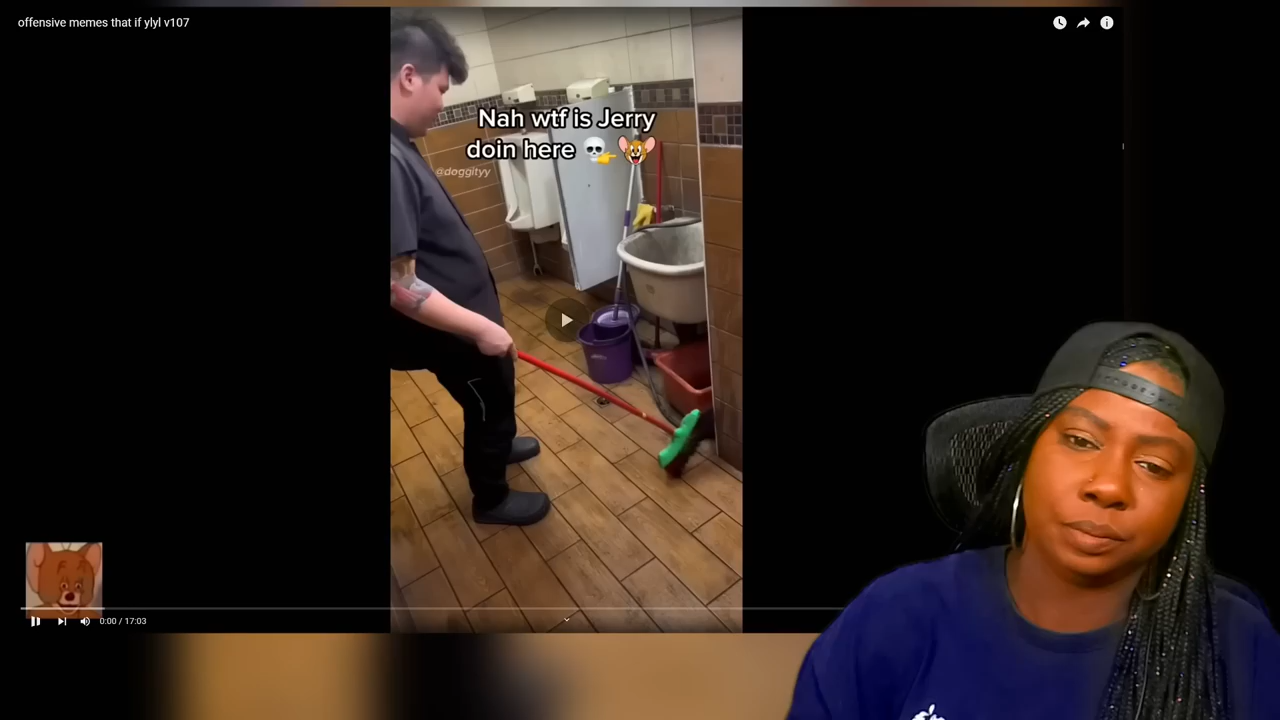 offensive memes that if ylyl v107
Nah wtf is Jerry
doin here 💀👉🐭
@doggityy
0:00 / 17:03